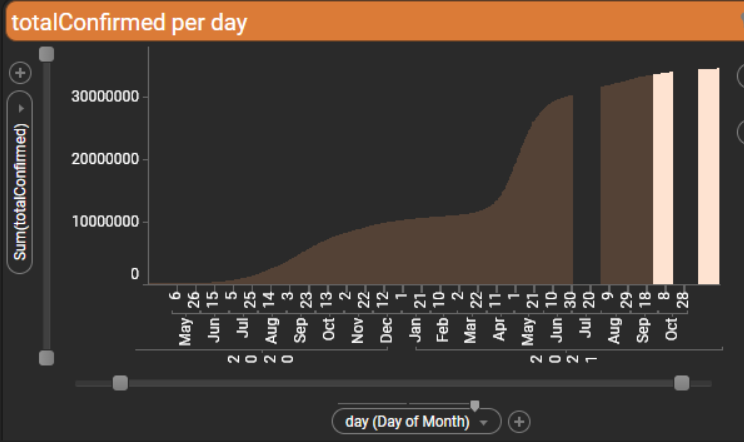 totalConfirmed per day
Sum(totalConfirmed)
30000000
20000000
10000000
0
6 26 15 5 25 14 3 23 13 2 22 12 1 21 10 2 22 11 1 21 10 30 20 9 29 18 8 28
May Jun Jul Aug Sep Oct Nov Dec Jan Feb Mar Apr May Jun Jul Aug Sep Oct
2020 2021
day (Day of Month)